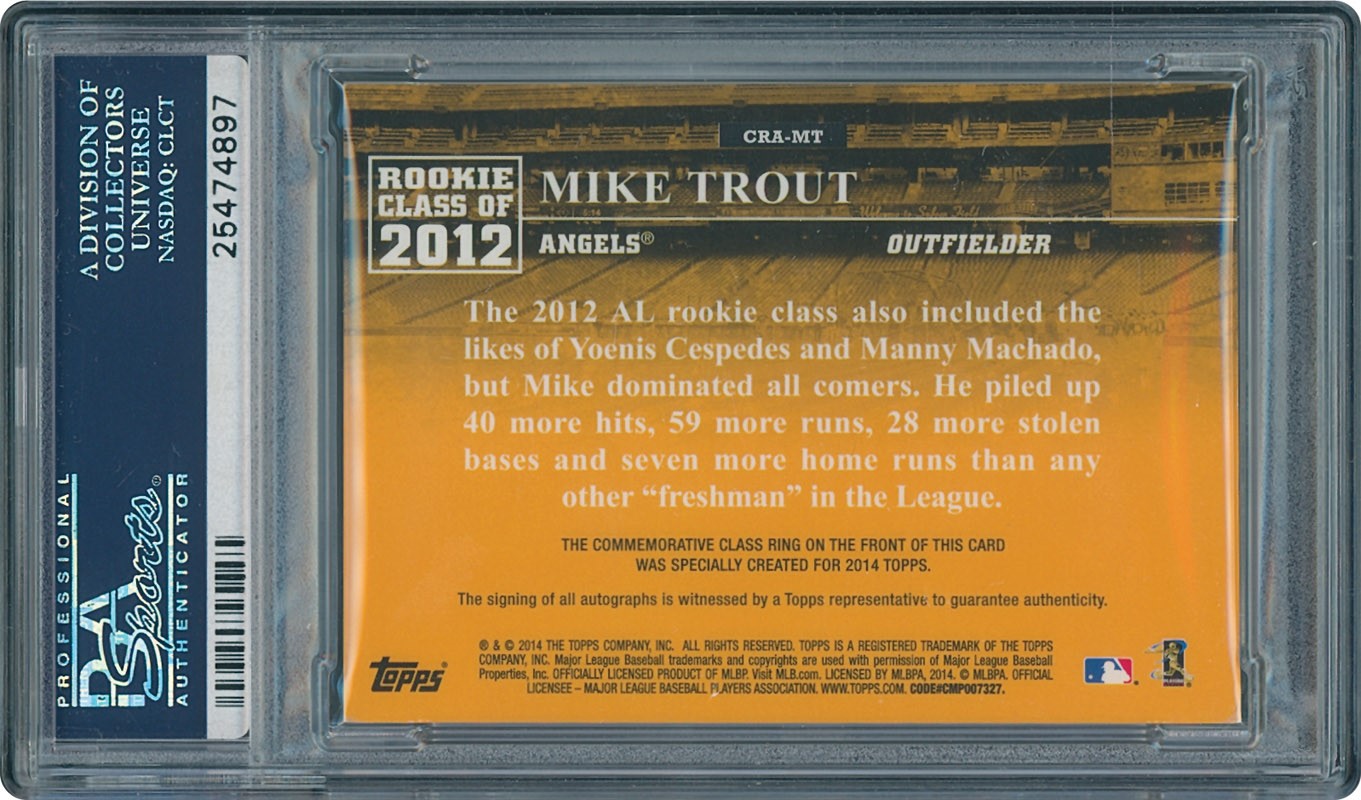 A DIVISION OF
COLLECTORS
UNIVERSE
NASDAQ: CLCT
25474897
PROFESSIONAL
PSA
Sports®
AUTHENTICATOR
CRA-MT
ROOKIE
CLASS OF
2012
MIKE TROUT
ANGELS®
OUTFIELDER
The 2012 AL rookie class also included the
likes of Yoenis Cespedes and Manny Machado,
but Mike dominated all comers. He piled up
40 more hits, 59 more runs, 28 more stolen
bases and seven more home runs than any
other “freshman” in the League.
THE COMMEMORATIVE CLASS RING ON THE FRONT OF THIS CARD
WAS SPECIALLY CREATED FOR 2014 TOPPS.
The signing of all autographs is witnessed by a Topps representative to guarantee authenticity.
® & © 2014 THE TOPPS COMPANY, INC. ALL RIGHTS RESERVED. TOPPS IS A REGISTERED TRADEMARK OF THE TOPPS
COMPANY, INC. Major League Baseball trademarks and copyrights are used with permission of Major League Baseball
Properties, Inc. OFFICIALLY LICENSED PRODUCT OF MLBP. Visit MLB.com. LICENSED BY MLBPA, 2014. © MLBPA. OFFICIAL
LICENSEE – MAJOR LEAGUE BASEBALL PLAYERS ASSOCIATION. WWW.TOPPS.COM. CODE#CMP007327.
topps®